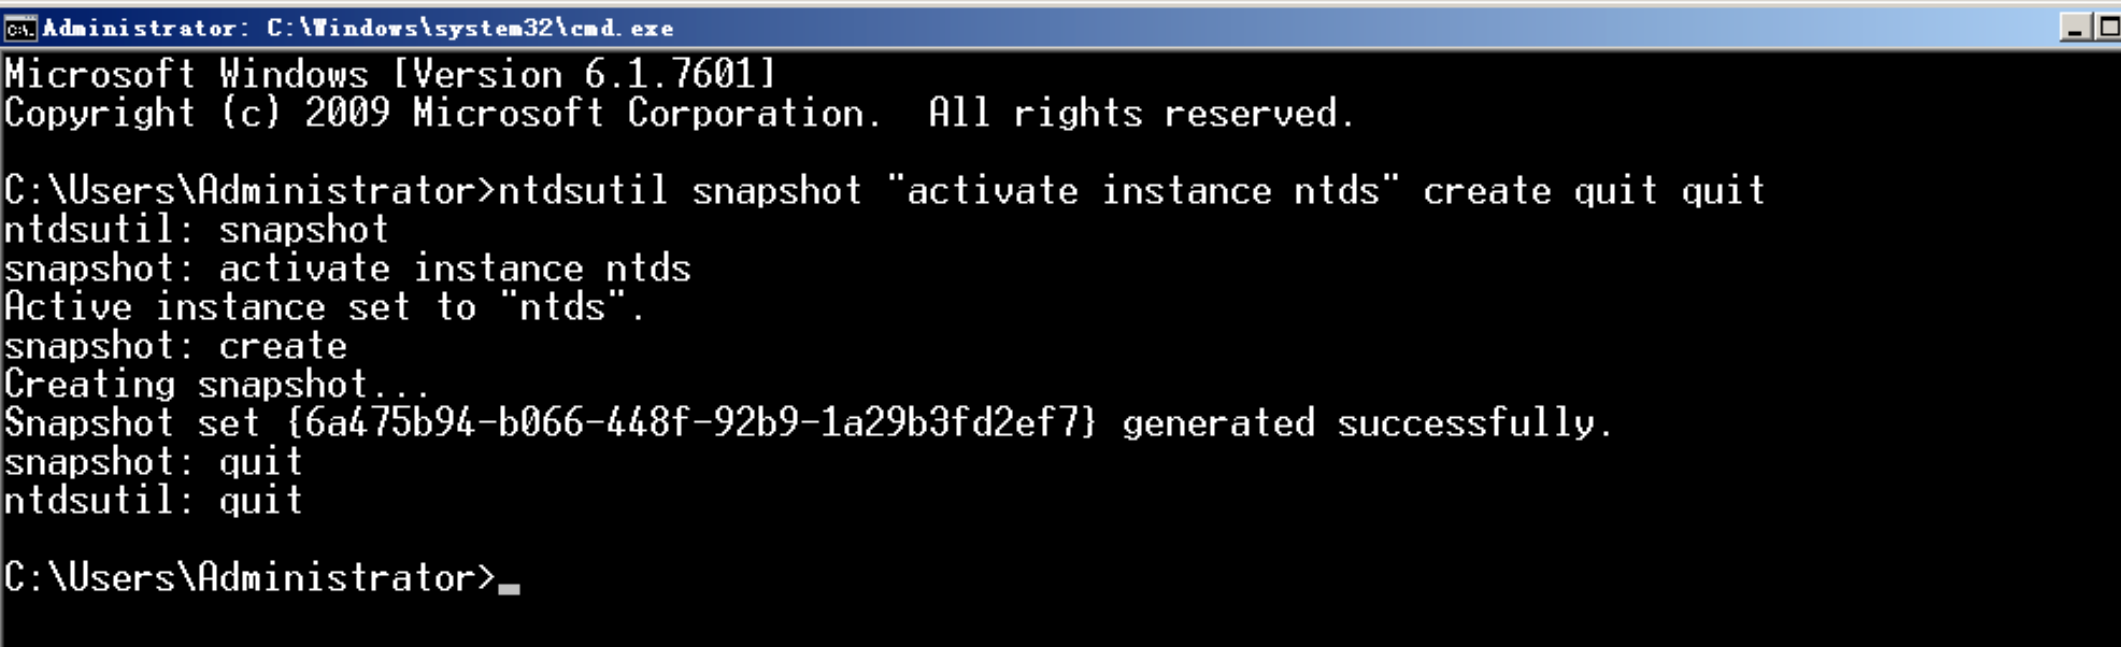 Administrator: C:\Windows\system32\cmd.exe
Microsoft Windows [Version 6.1.7601]
Copyright (c) 2009 Microsoft Corporation.  All rights reserved.
C:\Users\Administrator>ntdsutil snapshot "activate instance ntds" create quit quit
ntdsutil: snapshot
snapshot: activate instance ntds
Active instance set to "ntds".
snapshot: create
Creating snapshot...
Snapshot set {6a475b94-b066-448f-92b9-1a29b3fd2ef7} generated successfully.
snapshot: quit
ntdsutil: quit
C:\Users\Administrator>